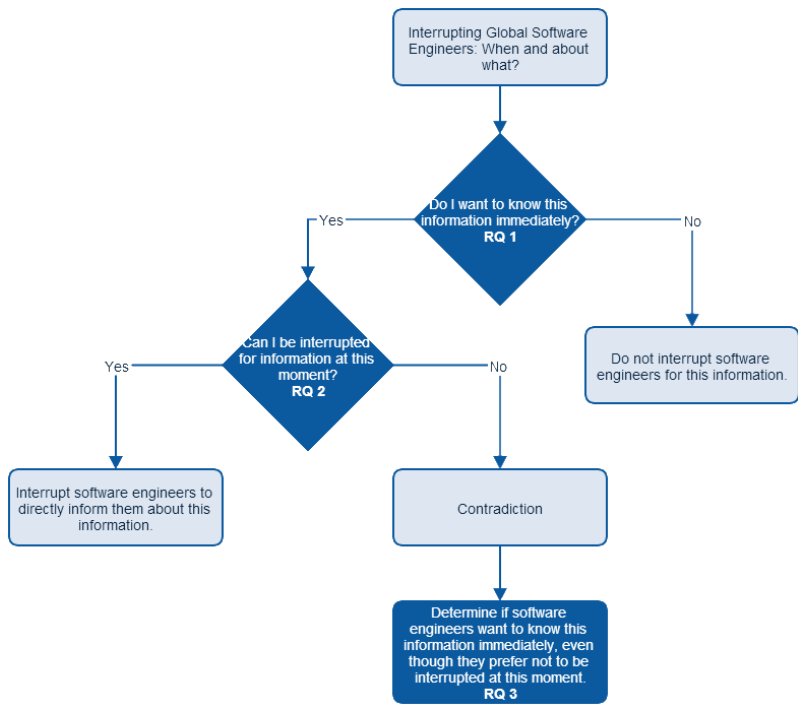 Interrupting Global Software
Engineers: When and about
what?
Do I want to know this
information immediately?
RQ 1
Yes
No
Can I be interrupted
for information at this
moment?
RQ 2
Do not interrupt software
engineers for this information.
Yes
No
Interrupt software engineers to
directly inform them about this
information.
Contradiction
Determine if software
engineers want to know this
information immediately, even
though they prefer not to be
interrupted at this moment.
RQ 3